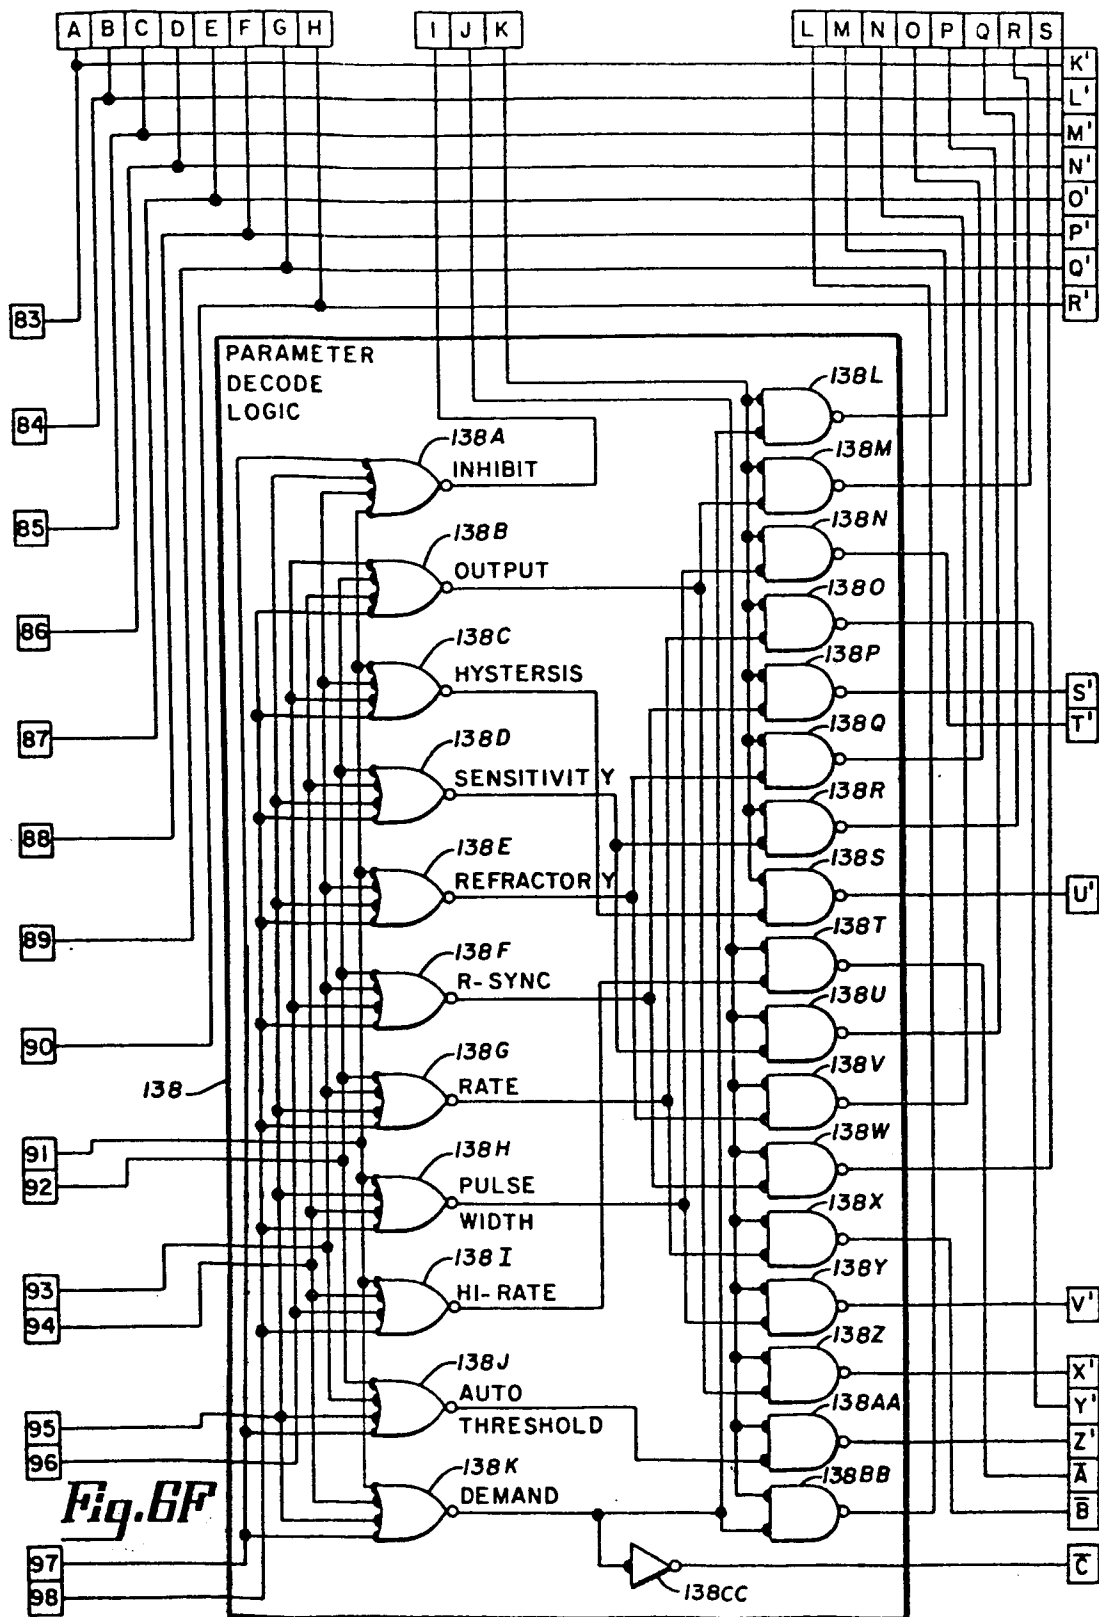 A B C D E F G H I J K L M N O P Q R S
K'
L'
M'
N'
O'
P'
Q'
R'
83
PARAMETER
DECODE
LOGIC
138L
84
138A
INHIBIT
138M
85
138N
138B
OUTPUT
138O
86
138C
HYSTERSIS
138P
S'
T'
87
138D
SENSITIVITY
138Q
138R
88
138E
REFRACTORY
138S
U'
89
138F
R-SYNC
138T
138U
90
138
138G
RATE
138V
91
92
138H
PULSE
WIDTH
138W
138X
93
94
138I
HI-RATE
138Y
V'
138Z
X'
95
96
138J
AUTO
THRESHOLD
138AA
Y'
Z'
A̅
Fig.6F
138K
DEMAND
138BB
B̅
97
98
138CC
C̅